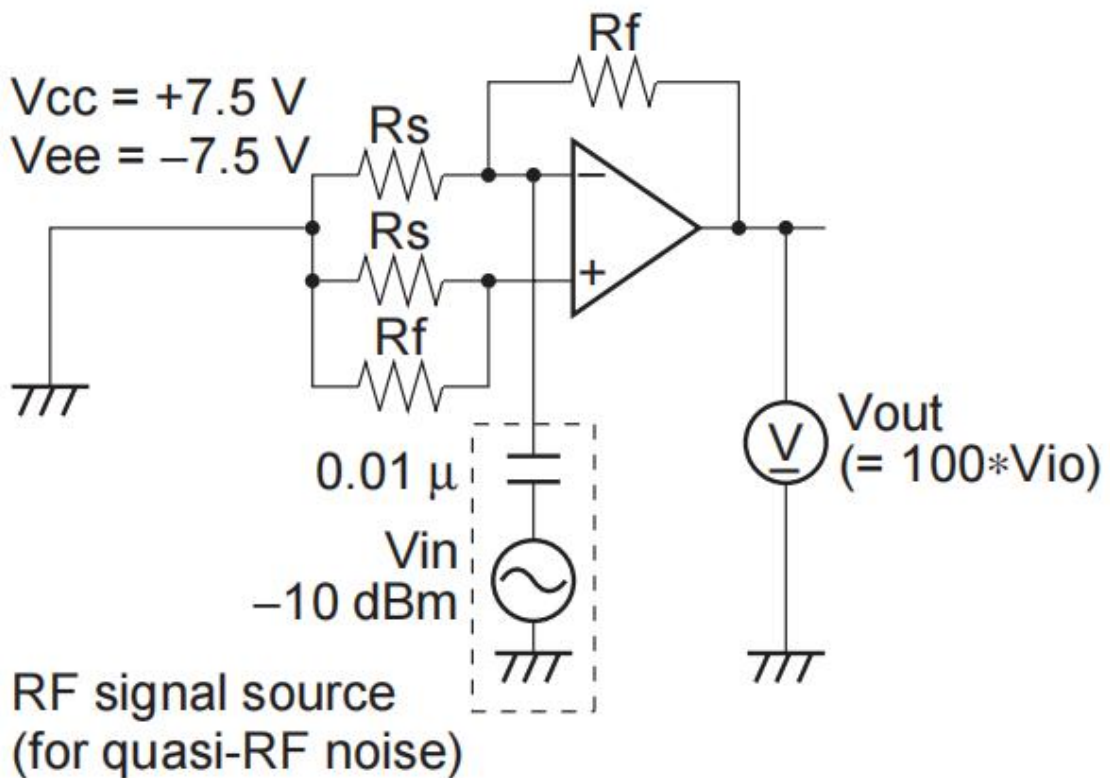 Rf
Vcc = +7.5 V
Vee = –7.5 V
Rs
Rs
Rf
–
+
V
Vout
(= 100*Vio)
0.01 μ
Vin
–10 dBm
RF signal source
(for quasi-RF noise)